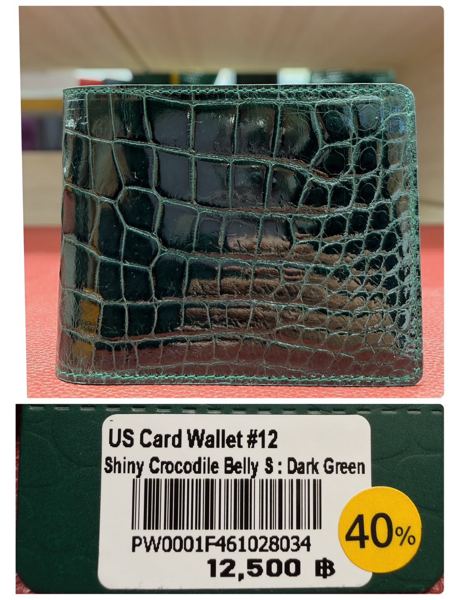 US Card Wallet #12
Shiny Crocodile Belly S : Dark Green
PW0001F461028034
12,500 ฿
40%